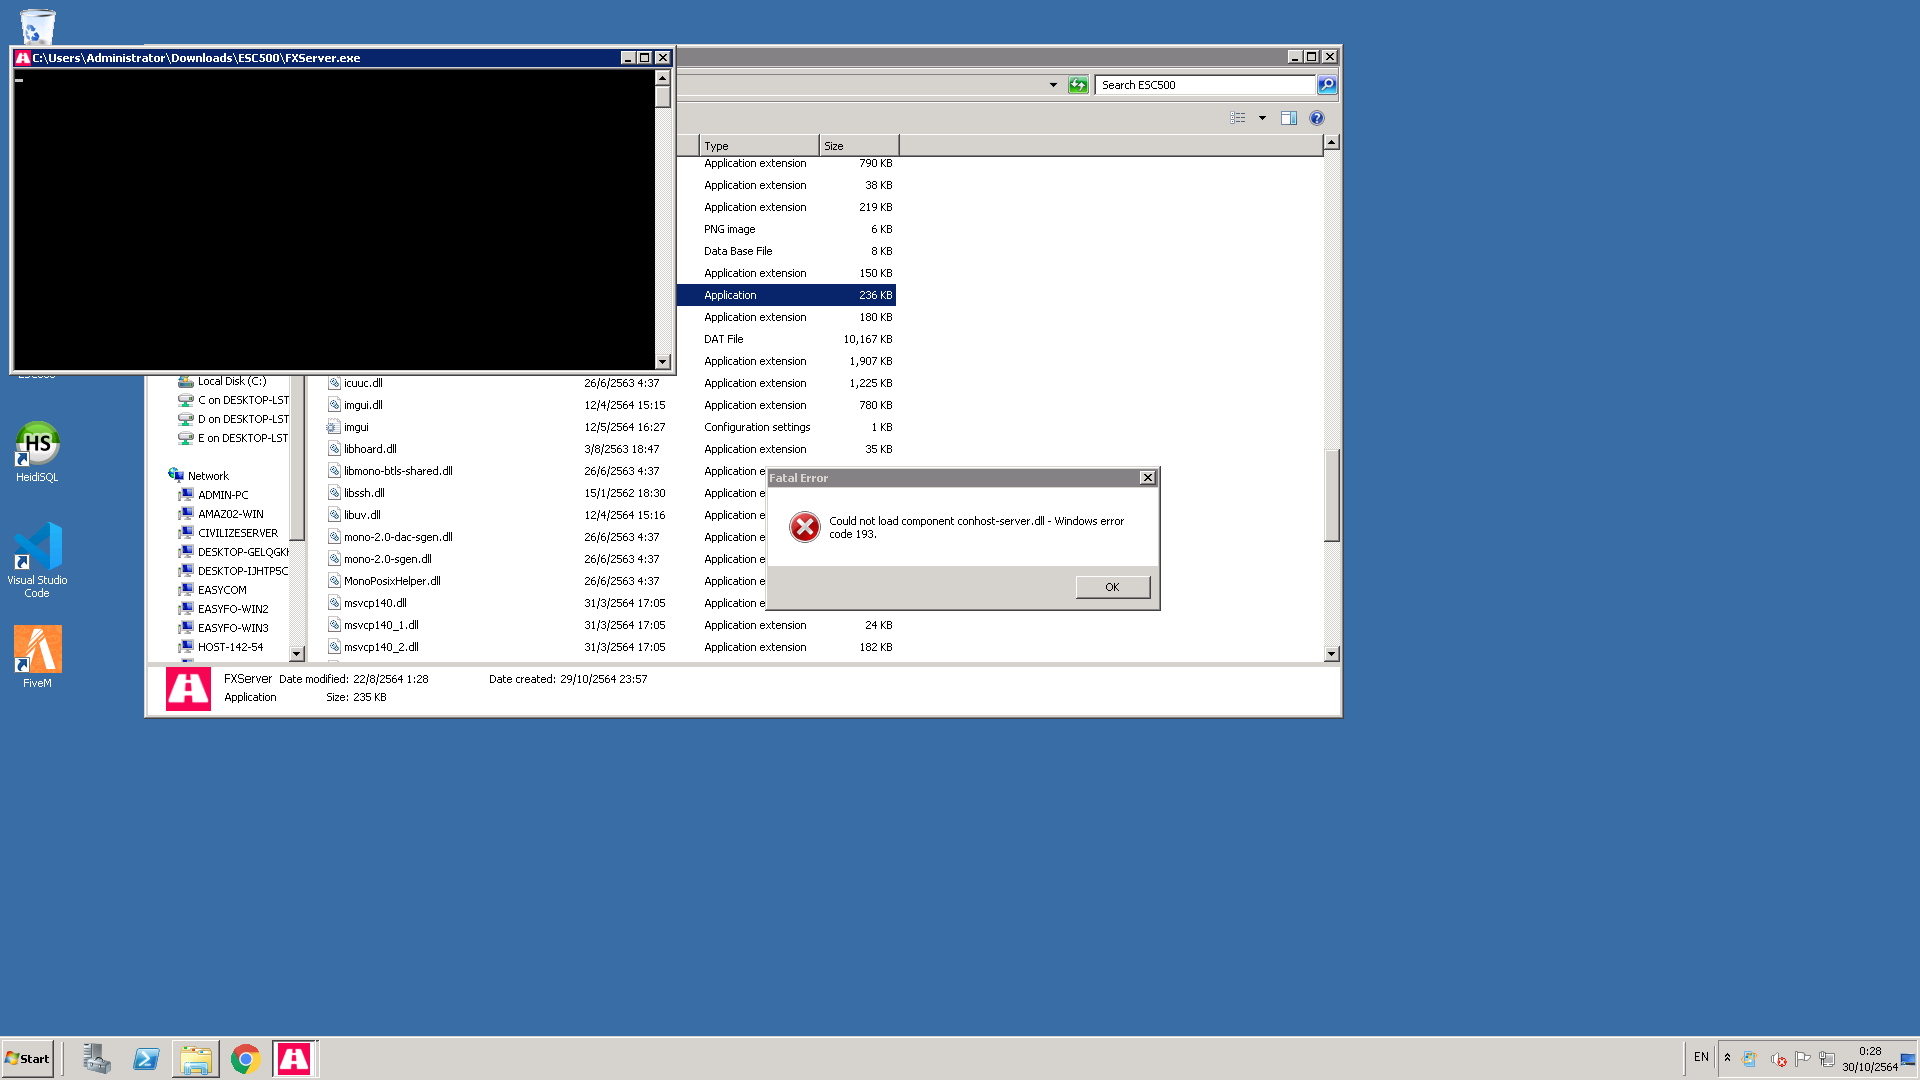 C:\Users\Administrator\Downloads\ESC500\FXServer.exe
Search ESC500
Type Size
Application extension 790 KB
Application extension 38 KB
Application extension 219 KB
PNG image 6 KB
Data Base File 8 KB
Application extension 150 KB
Application 236 KB
Application extension 180 KB
DAT File 10,167 KB
Application extension 1,907 KB
icuuc.dll 26/6/2563 4:37 Application extension 1,225 KB
imgui.dll 12/4/2564 15:15 Application extension 780 KB
imgui 12/5/2564 16:27 Configuration settings 1 KB
libhoard.dll 3/8/2563 18:47 Application extension 35 KB
libmono-btls-shared.dll 26/6/2563 4:37 Application e
libssh.dll 15/1/2562 18:30 Application e
libuv.dll 12/4/2564 15:16 Application e
mono-2.0-dac-sgen.dll 26/6/2563 4:37 Application e
mono-2.0-sgen.dll 26/6/2563 4:37 Application e
MonoPosixHelper.dll 26/6/2563 4:37 Application e
msvcp140.dll 31/3/2564 17:05 Application e
msvcp140_1.dll 31/3/2564 17:05 Application extension 24 KB
msvcp140_2.dll 31/3/2564 17:05 Application extension 182 KB
Local Disk (C:)
C on DESKTOP-LST
D on DESKTOP-LST
E on DESKTOP-LST
Network
ADMIN-PC
AMAZ02-WIN
CIVILIZESERVER
DESKTOP-GELQGKH
DESKTOP-IJHTP5C
EASYCOM
EASYFO-WIN2
EASYFO-WIN3
HOST-142-54
Fatal Error
Could not load component conhost-server.dll - Windows error
code 193.
OK
FXServer Date modified: 22/8/2564 1:28 Date created: 29/10/2564 23:57
Application Size: 235 KB
HS
HeidiSQL
Visual Studio
Code
FiveM
Start
EN
0:28
30/10/2564